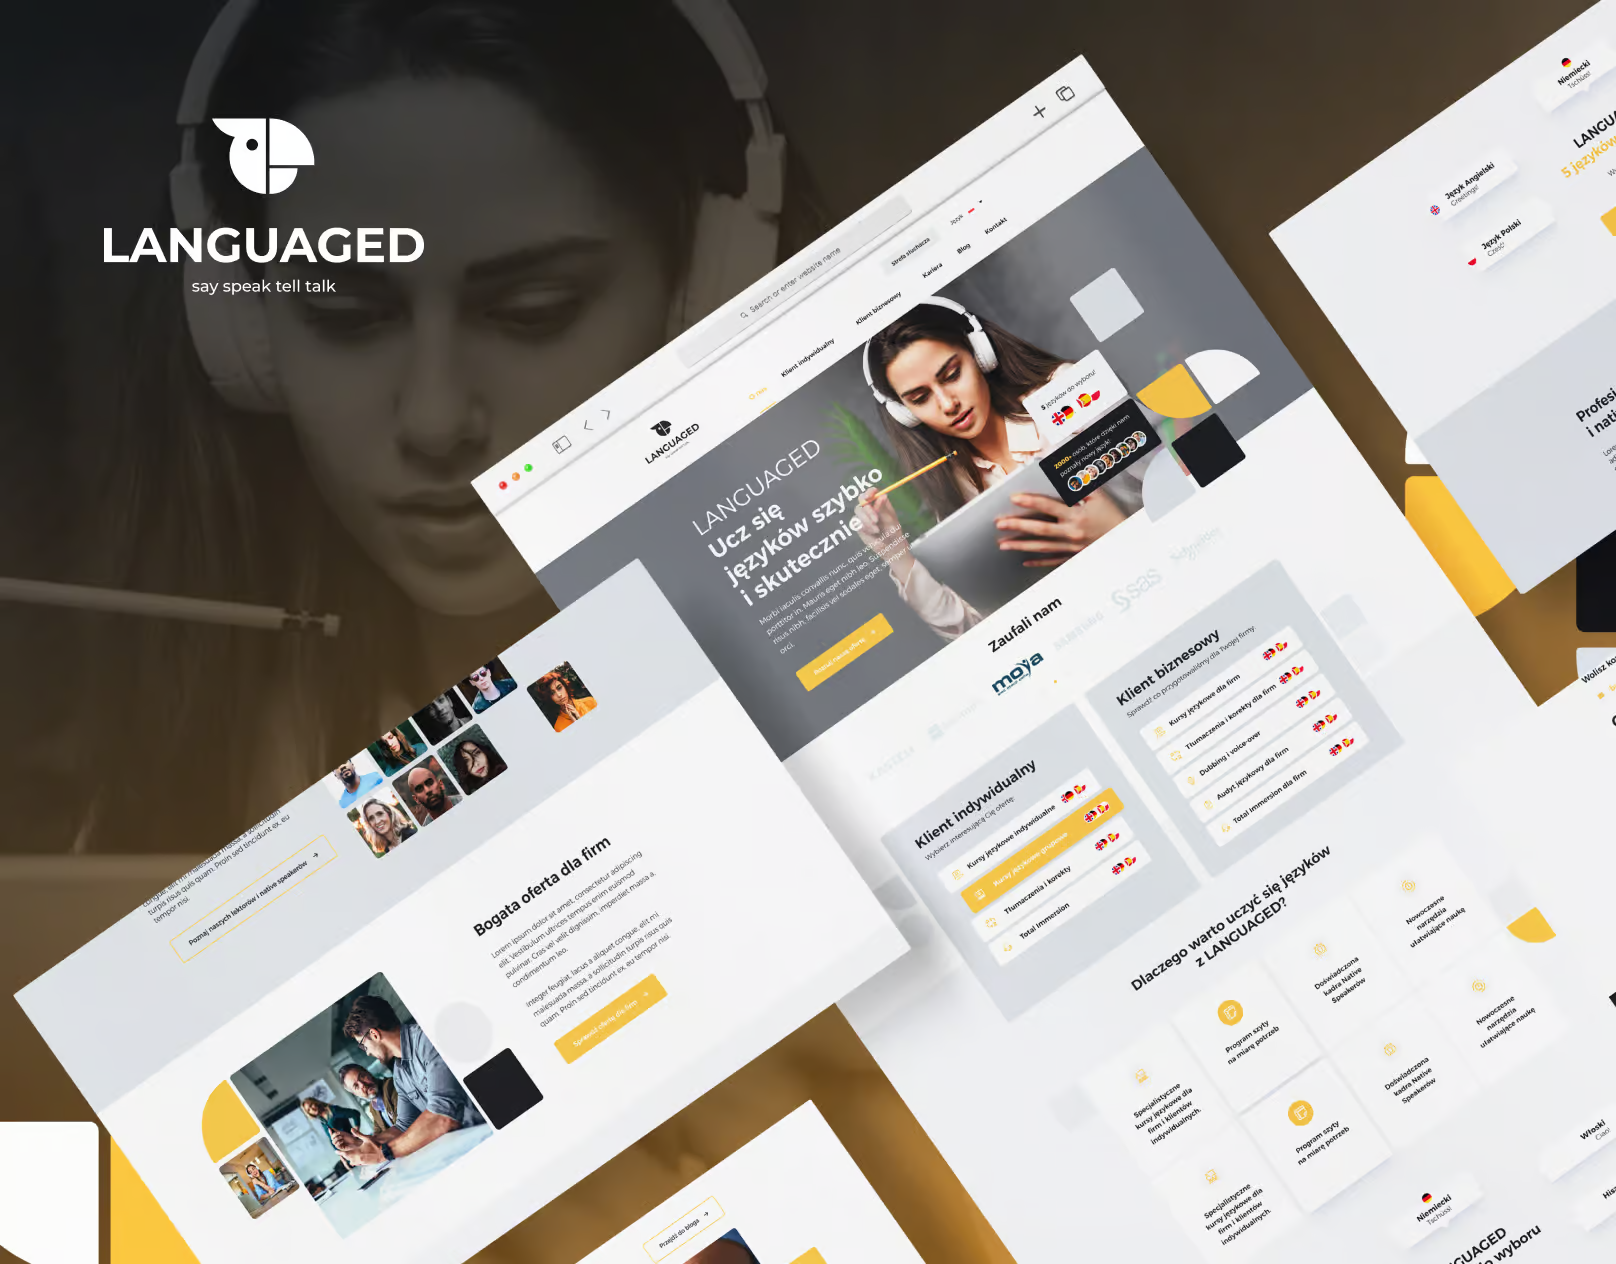 LANGUAGED
say speak tell talk
Search or enter website name
Język
Strefa słuchacza
LANGUAGED
O nas
Klient indywidualny
Klient biznesowy
Kariera
Blog
Kontakt
LANGUAGED
Ucz się
języków szybko
i skutecznie
Morbi iaculis convallis nunc, quis vehicula dui
porttitor in. Mauris eget nibh leo. Suspendisse
risus nibh, facilisis vel sodales eget, semper
orci.
Poznaj naszą ofertę
5 języków do wyboru!
2000+ osób, które dzięki nam
poznały nowy język!
Zaufali nam
moya
SAMSUNG
sas
Klient indywidualny
Wybierz interesującą Cię ofertę:
Kursy językowe indywidualne
Kursy językowe grupowe
Tłumaczenia i korekty
Total Immersion
Klient biznesowy
Sprawdź co przygotowaliśmy dla Twojej firmy
Kursy językowe dla firm
Tłumaczenia i korekty dla firm
Dubbing i voice-over
Audyt językowy dla firm
Total Immersion dla firm
Dlaczego warto uczyć się języków
z LANGUAGED?
Specjalistyczne
kursy językowe dla
firm i klientów
indywidualnych.
Program szyty
na miarę potrzeb
Doświadczona
kadra Native
Speakerów
Nowoczesne
narzędzia
ułatwiające naukę
Specjalistyczne
kursy językowe dla
firm i klientów
indywidualnych.
Program szyty
na miarę potrzeb
Doświadczona
kadra Native
Speakerów
Nowoczesne
narzędzia
ułatwiające naukę
Niemiecki
Tschüss!
Włoski
Ciao!
wyboru
turpis risus quis quam. Proin sed tincidunt ex, eu
tempor nisi.
Poznaj naszych lektorów i native speakerów
Bogata oferta dla firm
Lorem ipsum dolor sit amet, consectetur adipiscing
elit. Vestibulum ultrices tempus enim euismod
pulvinar. Cras vel velit dignissim, imperdiet massa a,
condimentum leo.
Integer feugiat, lacus a aliquet congue, elit mi
malesuada massa, a sollicitudin turpis risus quis
quam. Proin sed tincidunt ex, eu tempor nisi.
Sprawdź ofertę dla firm
Przejdź do bloga
Niemiecki
Tschüss!
Język Angielski
Greetings!
Język Polski
Cześć!
5 języków
i nati
Wolisz